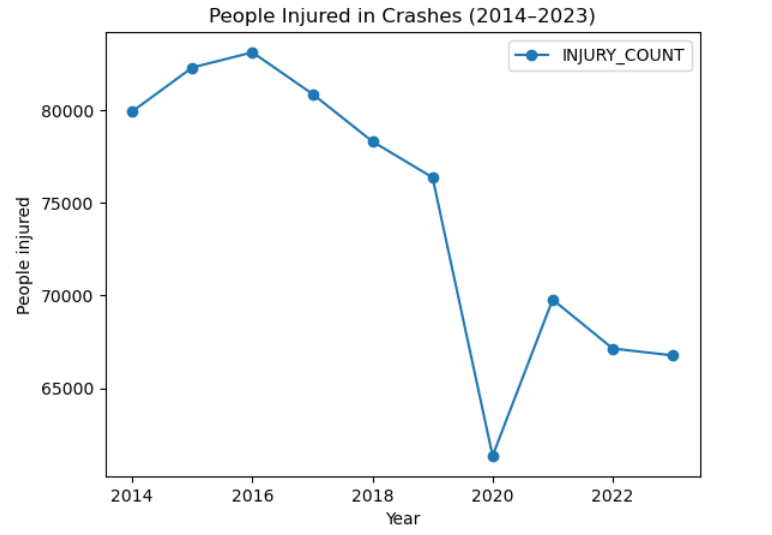 People Injured in Crashes (2014–2023)
INJURY_COUNT
80000
75000
70000
65000
People injured
2014 2016 2018 2020 2022
Year